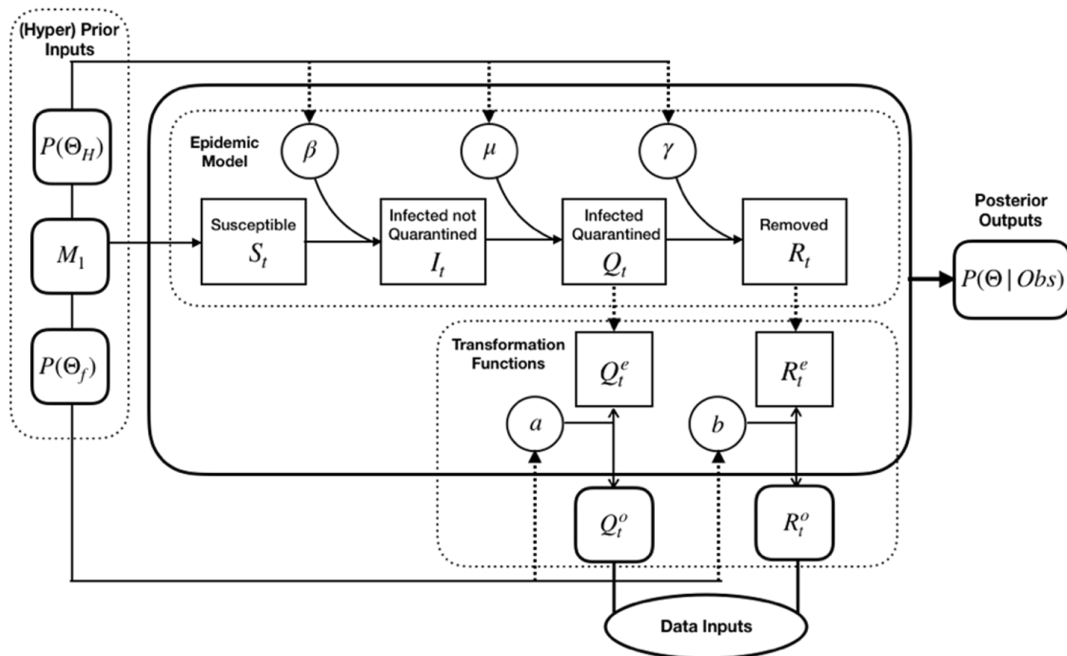 (Hyper) Prior
Inputs
P(Θ_H)
M_1
P(Θ_f)
Epidemic
Model
β
μ
γ
Susceptible
S_t
Infected not
Quarantined
I_t
Infected
Quarantined
Q_t
Removed
R_t
Posterior
Outputs
P(Θ | Obs)
Transformation
Functions
Q_t^e
R_t^e
a
b
Q_t^o
R_t^o
Data Inputs